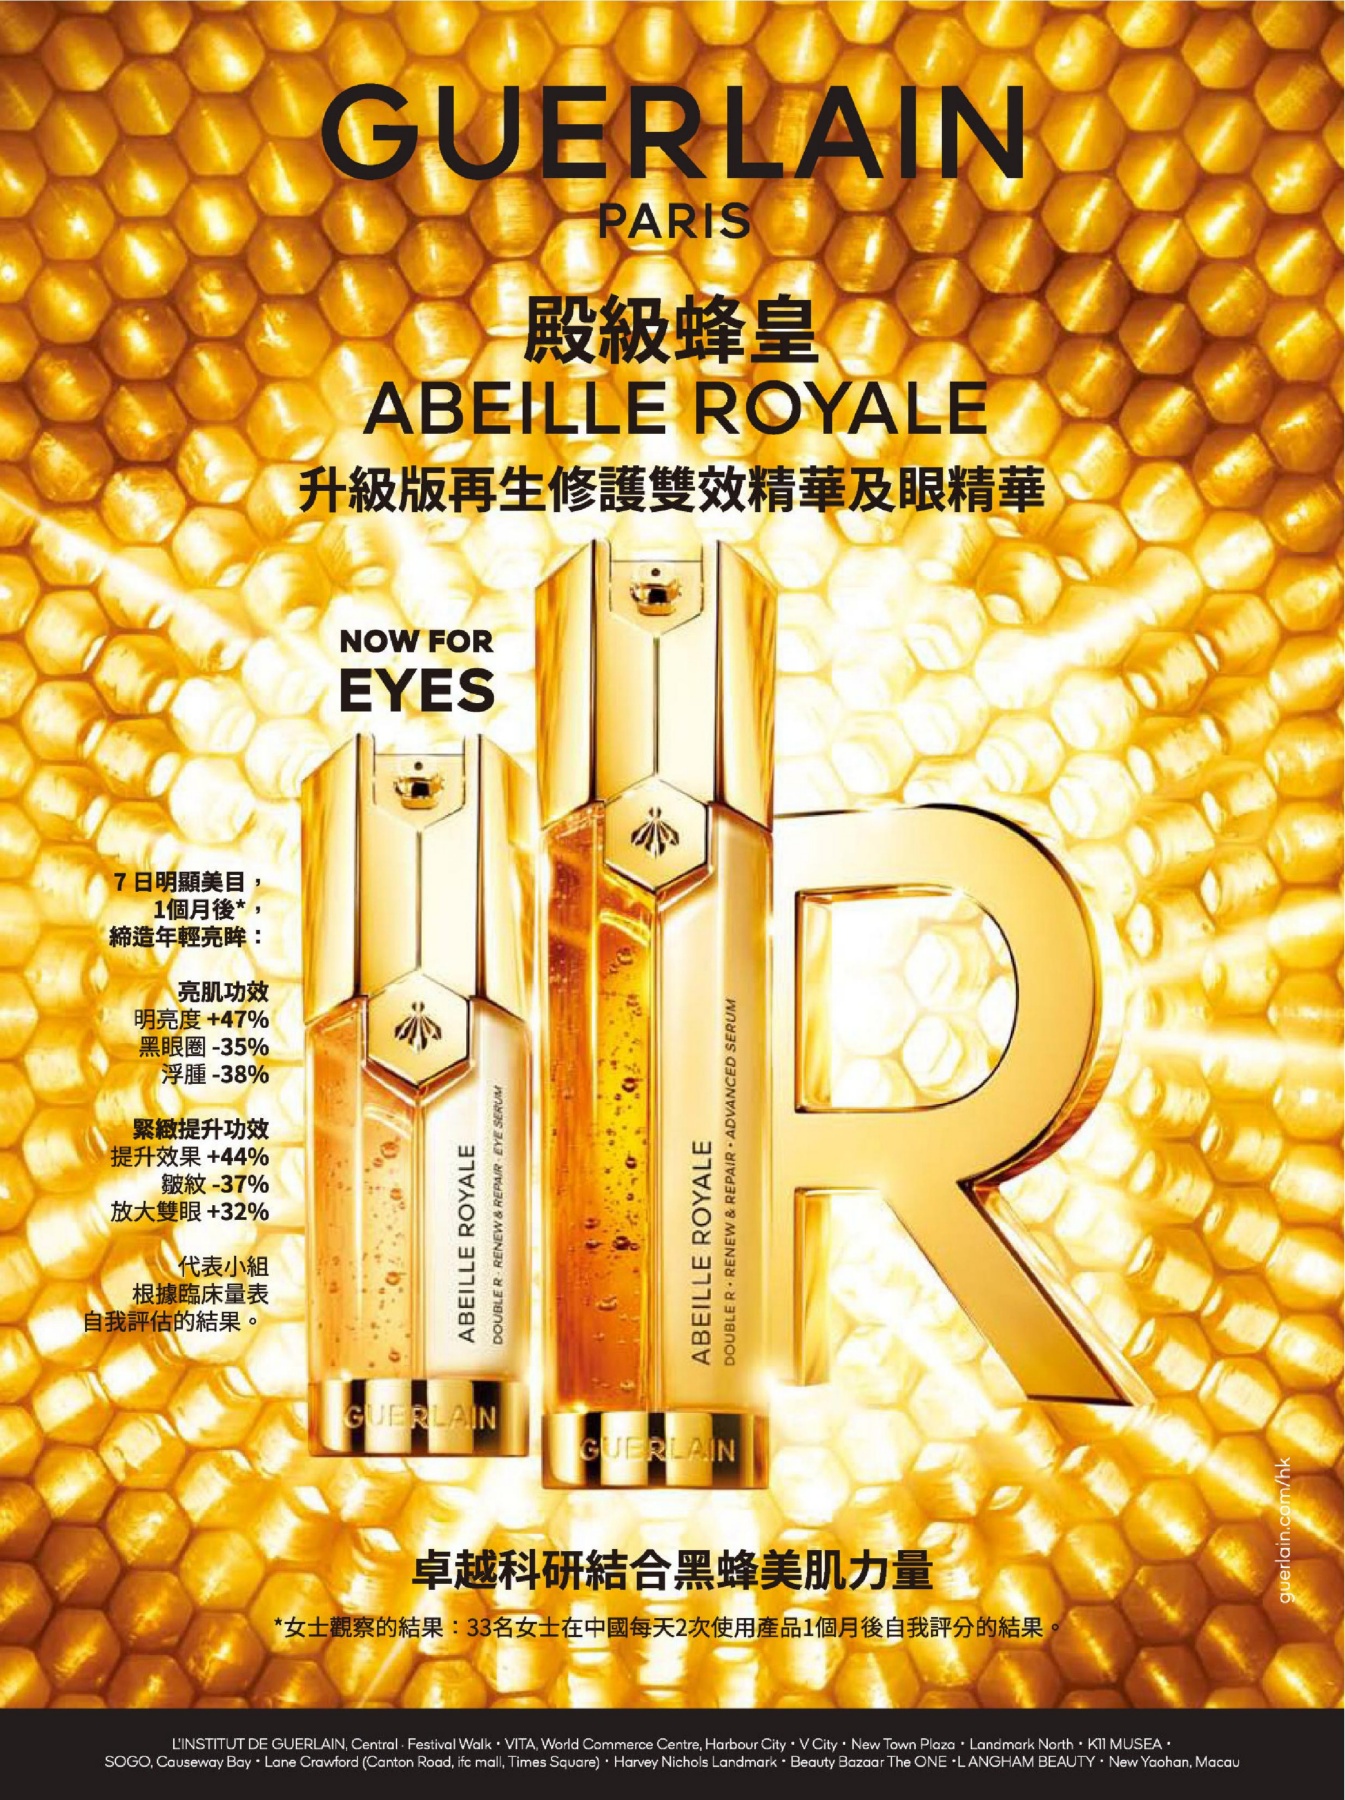 GUERLAIN
PARIS
殿級蜂皇
ABEILLE ROYALE
升級版再生修護雙效精華及眼精華
NOW FOR
EYES
7日明顯美目，
1個月後*，
締造年輕亮眸：
亮肌功效
明亮度 +47%
黑眼圈 -35%
浮腫 -38%
緊緻提升功效
提升效果 +44%
皺紋 -37%
放大雙眼 +32%
代表小組
根據臨床量表
自我評估的結果。
ABEILLE ROYALE
DOUBLE R · RENEW & REPAIR · EYE SERUM
GUERLAIN
ABEILLE ROYALE
DOUBLE R • RENEW & REPAIR • ADVANCED SERUM
GUERLAIN
R
guerlain.com/hk
卓越科研結合黑蜂美肌力量
*女士觀察的結果：33名女士在中國每天2次使用產品1個月後自我評分的結果。
L'INSTITUT DE GUERLAIN, Central · Festival Walk • VITA, World Commerce Centre, Harbour City • V City • New Town Plaza • Landmark North • K11 MUSEA •
SOGO, Causeway Bay • Lane Crawford (Canton Road, ifc mall, Times Square) • Harvey Nichols Landmark • Beauty Bazaar The ONE •L ANGHAM BEAUTY • New Yaohan, Macau